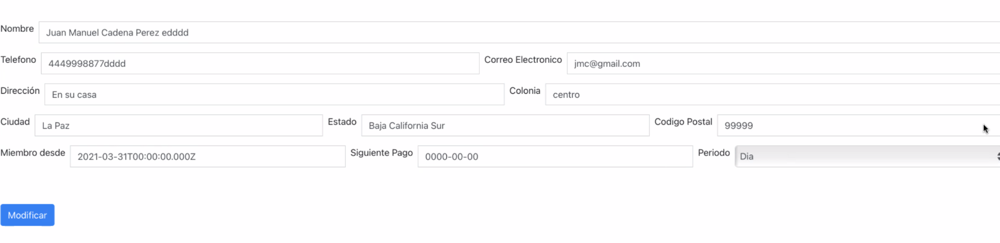 Nombre Juan Manuel Cadena Perez edddd
Telefono 4449998877dddd Correo Electronico jmc@gmail.com
Dirección En su casa Colonia centro
Ciudad La Paz Estado Baja California Sur Codigo Postal 99999
Miembro desde 2021-03-31T00:00:00.000Z Siguiente Pago 0000-00-00 Periodo Dia
Modificar